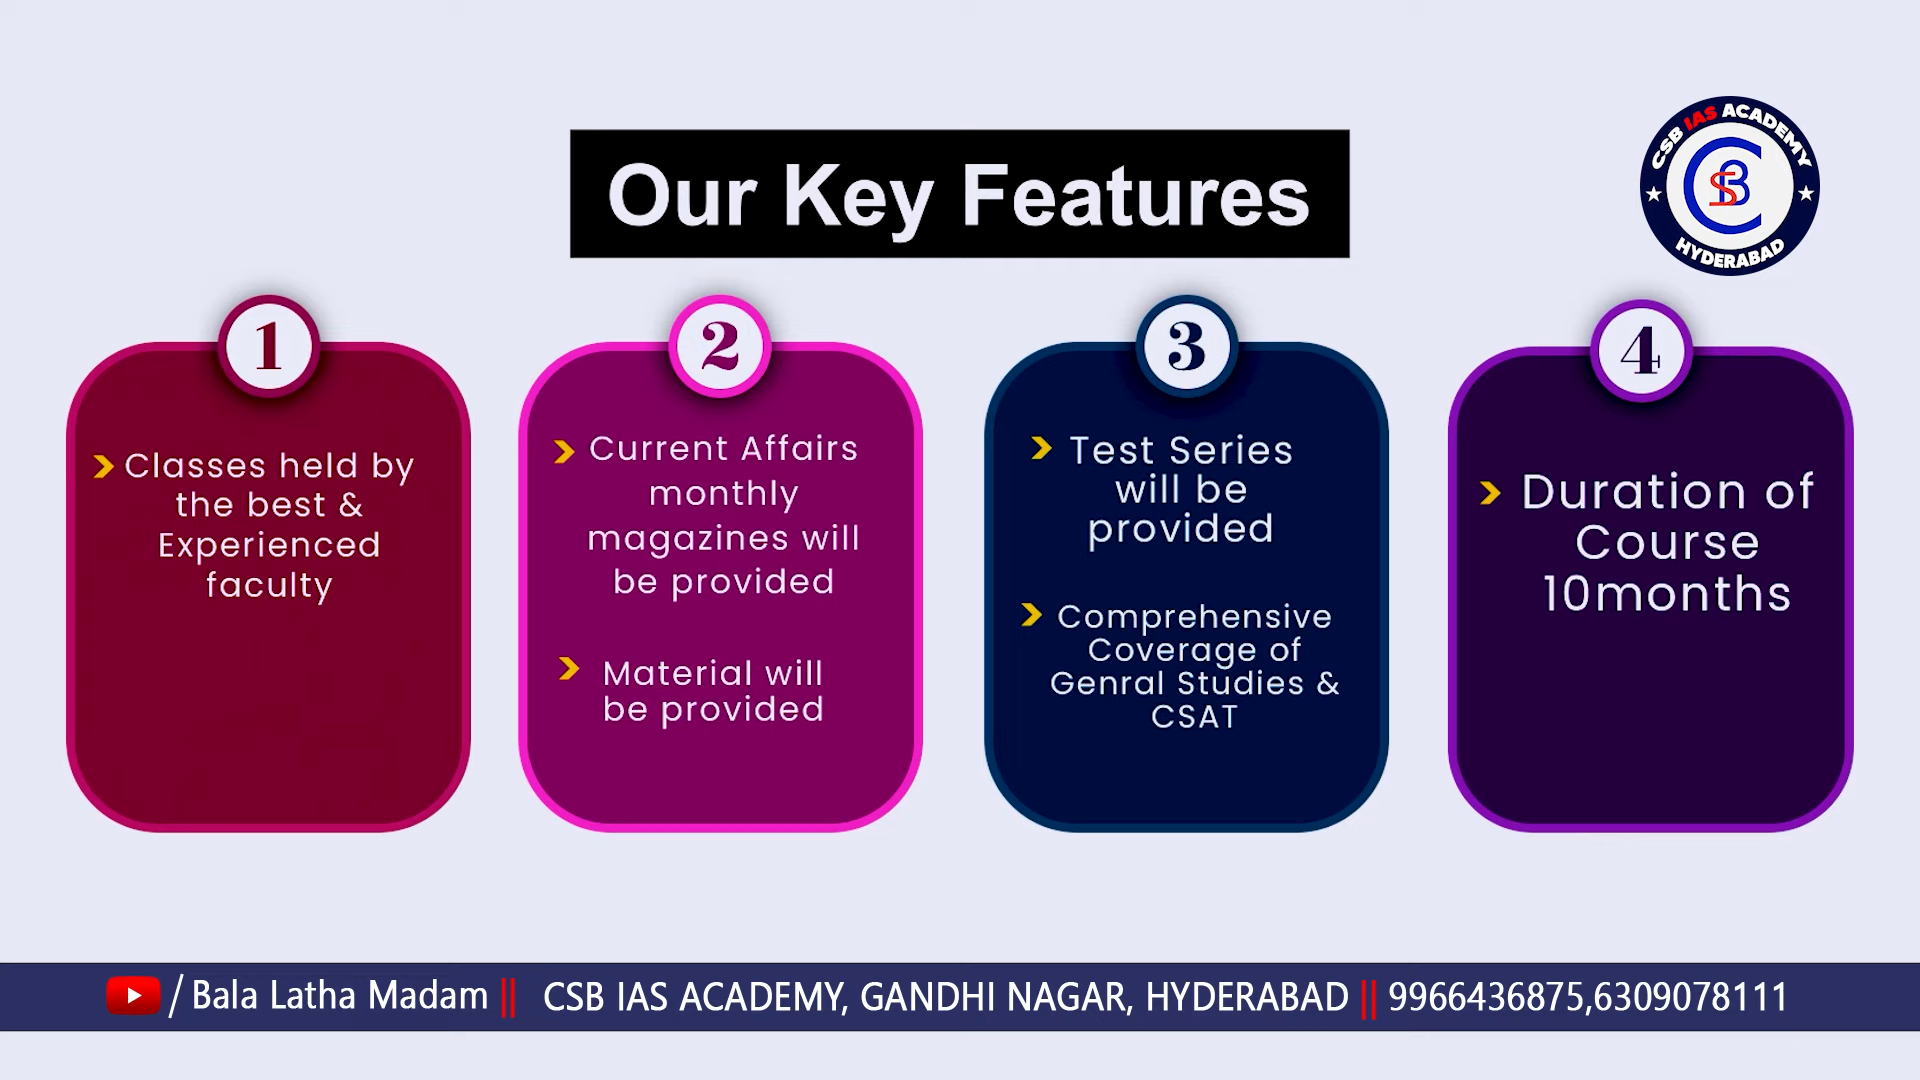 Our Key Features
CSB IAS ACADEMY
CSB
HYDERABAD
1
Classes held by
the best &
Experienced
faculty
2
Current Affairs
monthly
magazines will
be provided
Material will
be provided
3
Test Series
will be
provided
Comprehensive
Coverage of
Genral Studies &
CSAT
4
Duration of
Course
10months
/ Bala Latha Madam || CSB IAS ACADEMY, GANDHI NAGAR, HYDERABAD || 9966436875,6309078111